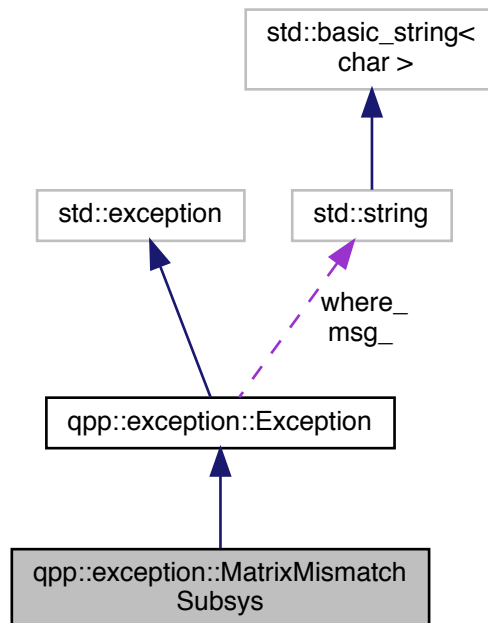 std::basic_string<
char >
std::exception
std::string
where_
msg_
qpp::exception::Exception
qpp::exception::MatrixMismatch
Subsys